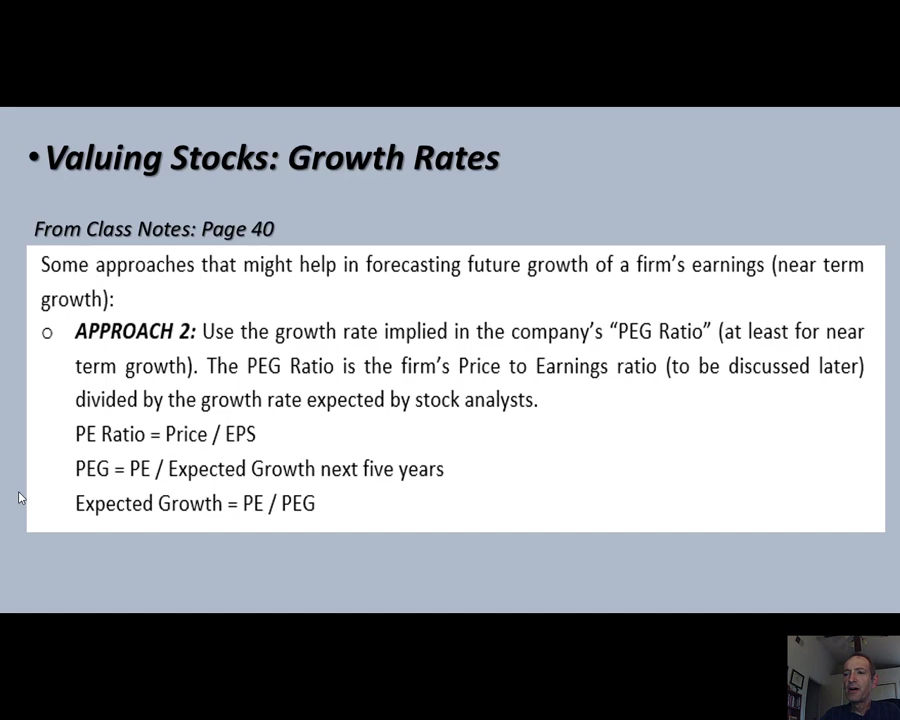 •Valuing Stocks: Growth Rates
From Class Notes: Page 40
Some approaches that might help in forecasting future growth of a firm's earnings (near term
growth):
o APPROACH 2: Use the growth rate implied in the company's "PEG Ratio" (at least for near
term growth). The PEG Ratio is the firm's Price to Earnings ratio (to be discussed later)
divided by the growth rate expected by stock analysts.
PE Ratio = Price / EPS
PEG = PE / Expected Growth next five years
Expected Growth = PE / PEG